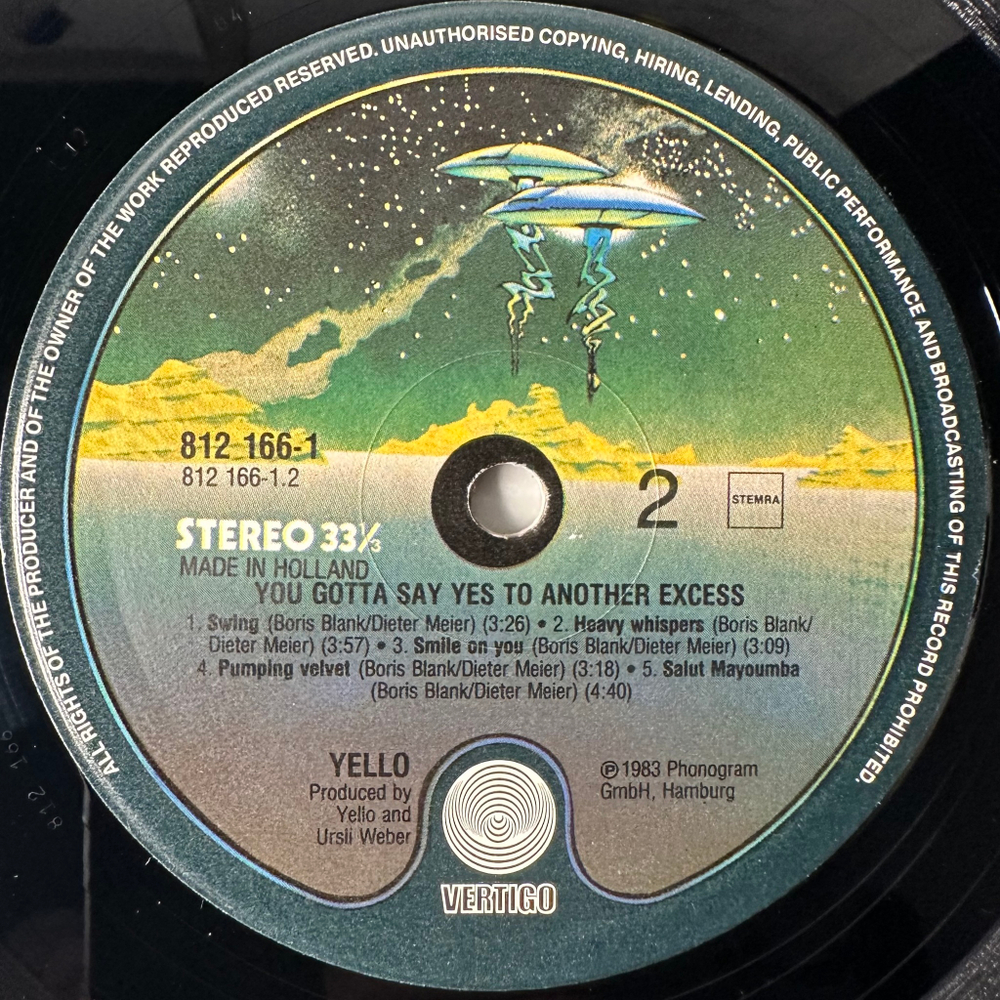 ALL RIGHTS OF THE PRODUCER AND OF THE OWNER OF THE WORK REPRODUCED RESERVED. UNAUTHORISED COPYING, HIRING, LENDING, PUBLIC PERFORMANCE AND BROADCASTING OF THIS RECORD PROHIBITED.
812 166-1
812 166-1.2
2
STEMRA
STEREO 33⅓
MADE IN HOLLAND
YOU GOTTA SAY YES TO ANOTHER EXCESS
1. Swing (Boris Blank/Dieter Meier) (3:26) • 2. Heavy whispers (Boris Blank/
Dieter Meier) (3:57) • 3. Smile on you (Boris Blank/Dieter Meier) (3:09)
4. Pumping velvet (Boris Blank/Dieter Meier) (3:18) • 5. Salut Mayoumba
(Boris Blank/Dieter Meier) (4:40)
YELLO
Produced by
Yello and
Ursli Weber
℗ 1983 Phonogram
GmbH, Hamburg
VERTIGO